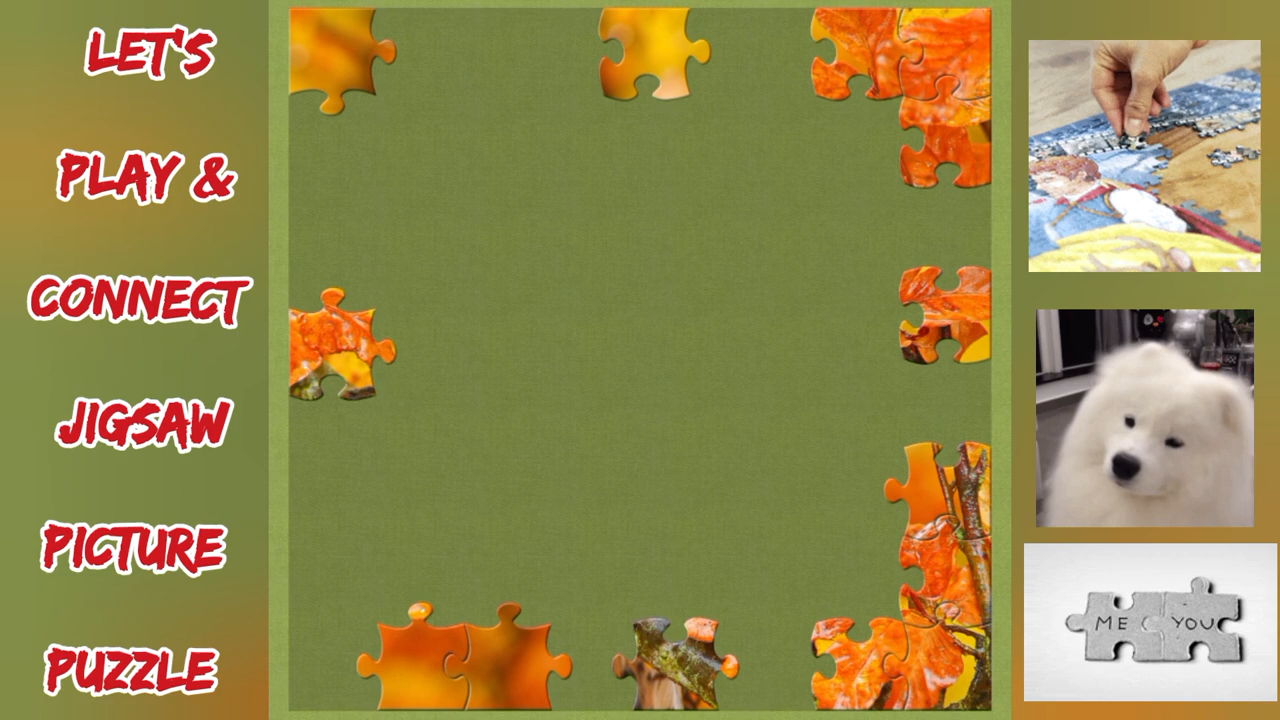 LET'S
PLAY &
CONNECT
JIGSAW
PICTURE
PUZZLE
ME YOU